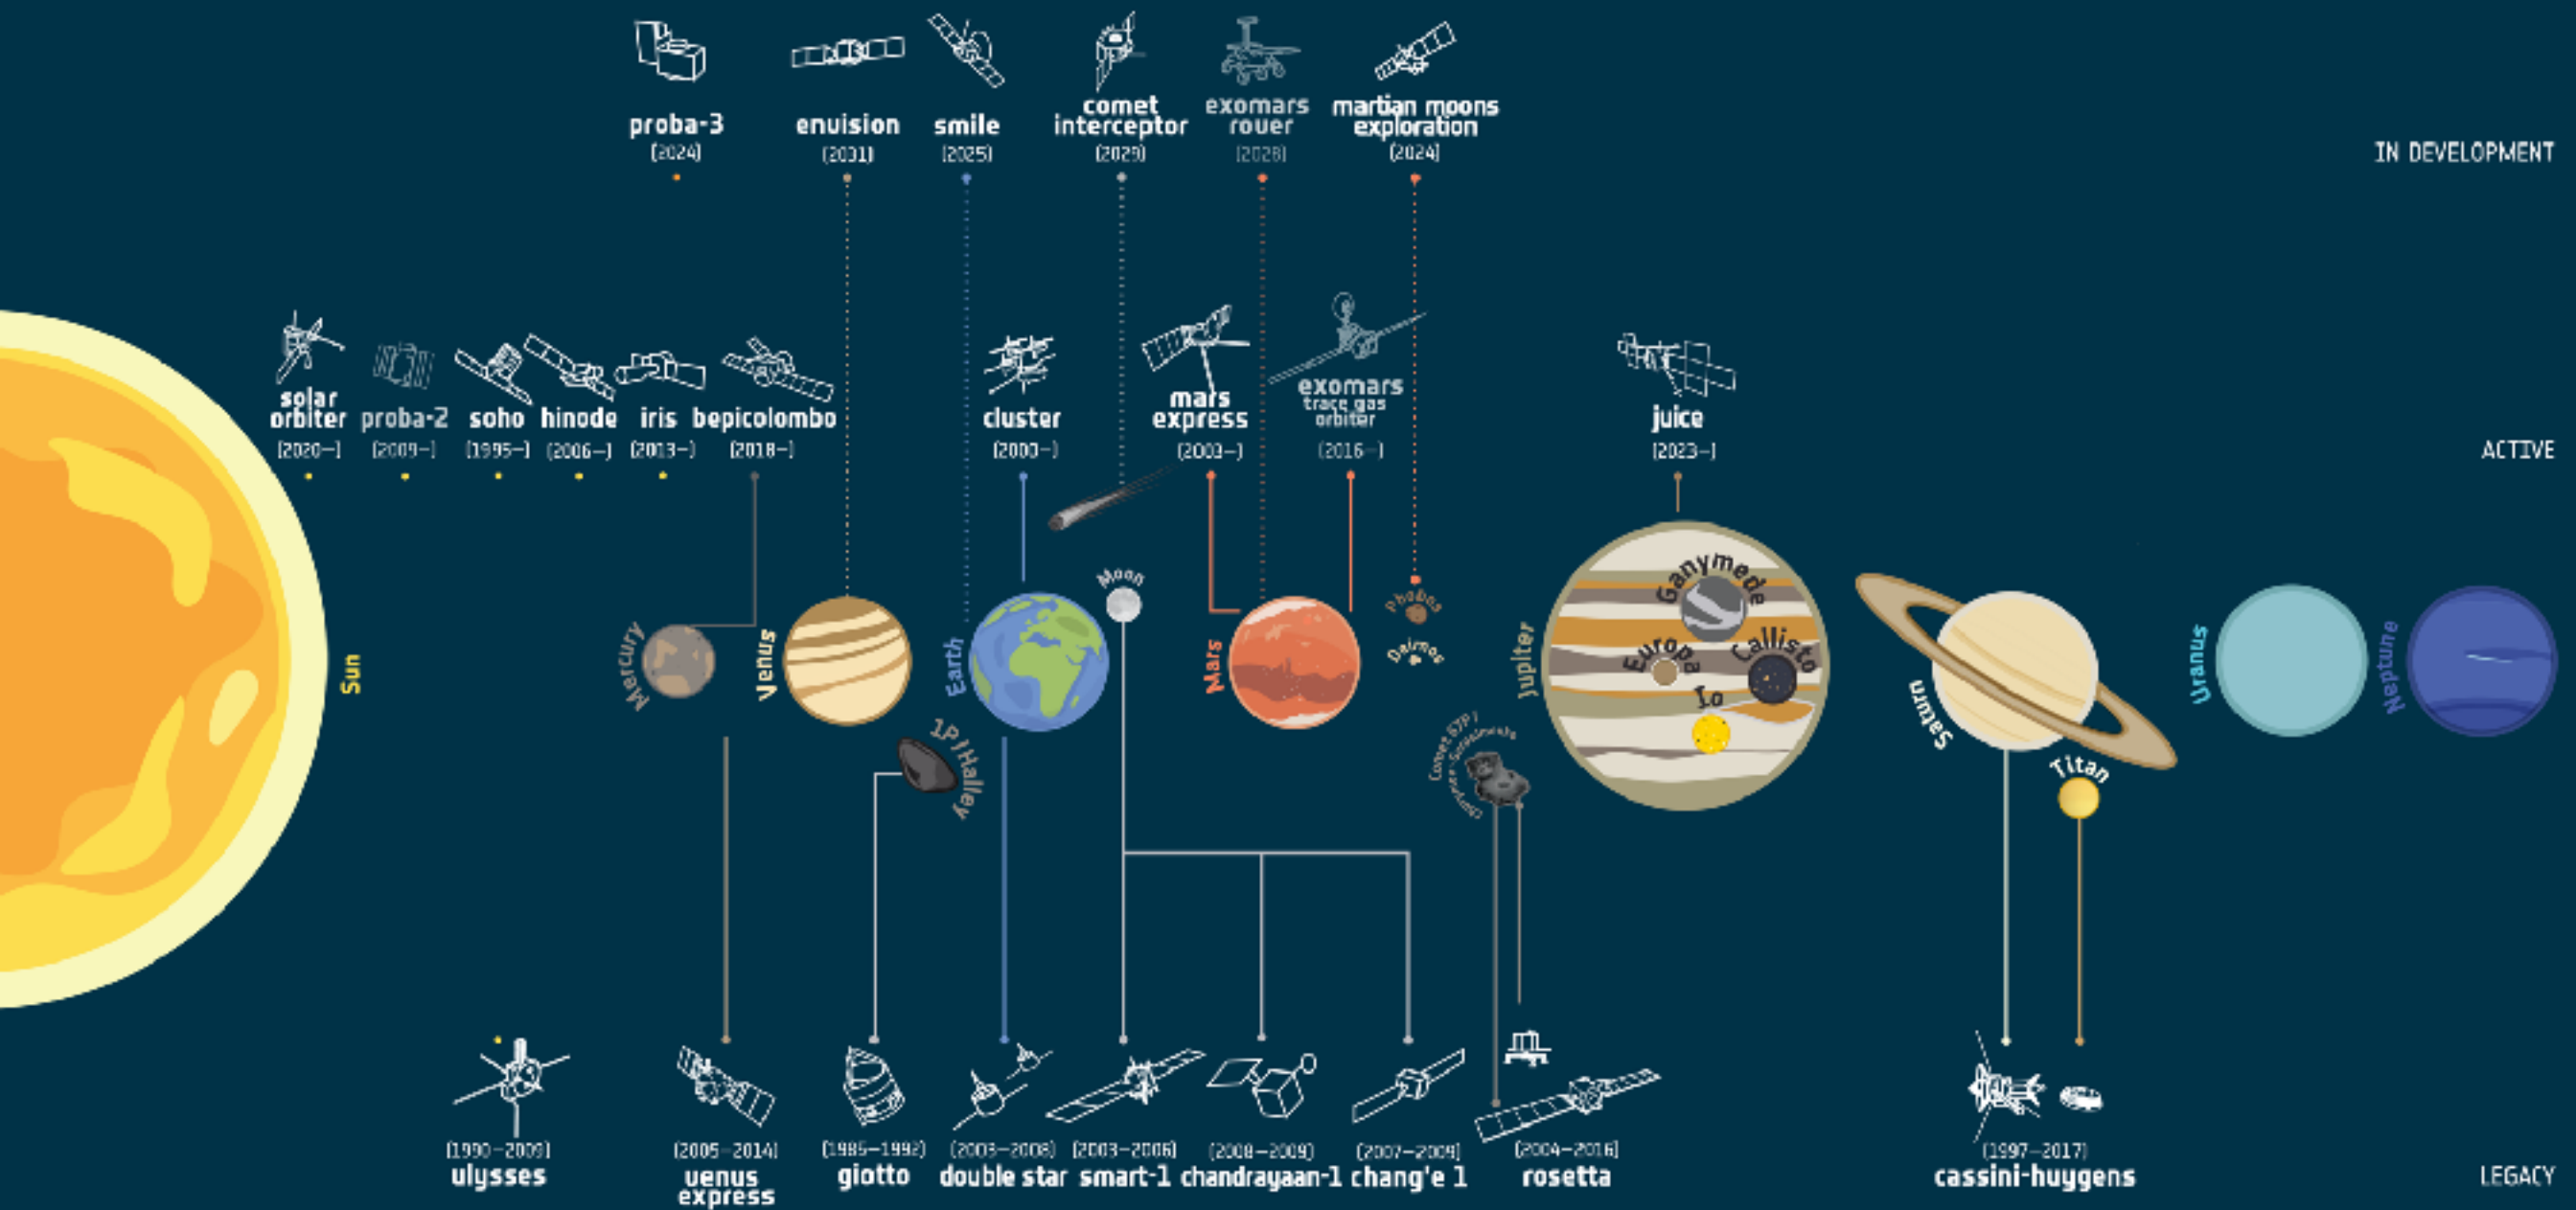 proba-3
(2024)
envision
(2031)
smile
(2025)
comet
interceptor
(2029)
exomars
rover
(2028)
martian moons
exploration
(2024)
IN DEVELOPMENT
solar
orbiter
(2020–)
proba-2
(2009–)
soho
(1995–)
hinode
(2006–)
iris
(2013–)
bepicolombo
(2018–)
cluster
(2000–)
mars
express
(2003–)
exomars
trace gas
orbiter
(2016–)
juice
(2023–)
ACTIVE
Sun
Mercury
Venus
Earth
Moon
Mars
Phobos
Deimos
Jupiter
Ganymede
Europa
Callisto
Io
Saturn
Titan
Uranus
Neptune
1P/Halley
Comet 67P/
Churyumov-Gerasimenko
(1990–2009)
ulysses
(2005–2014)
venus
express
(1985–1992)
giotto
(2003–2008)
double star
(2003–2006)
smart-1
(2008–2009)
chandrayaan-1
(2007–2009)
chang'e 1
(2004–2016)
rosetta
(1997–2017)
cassini-huygens
LEGACY